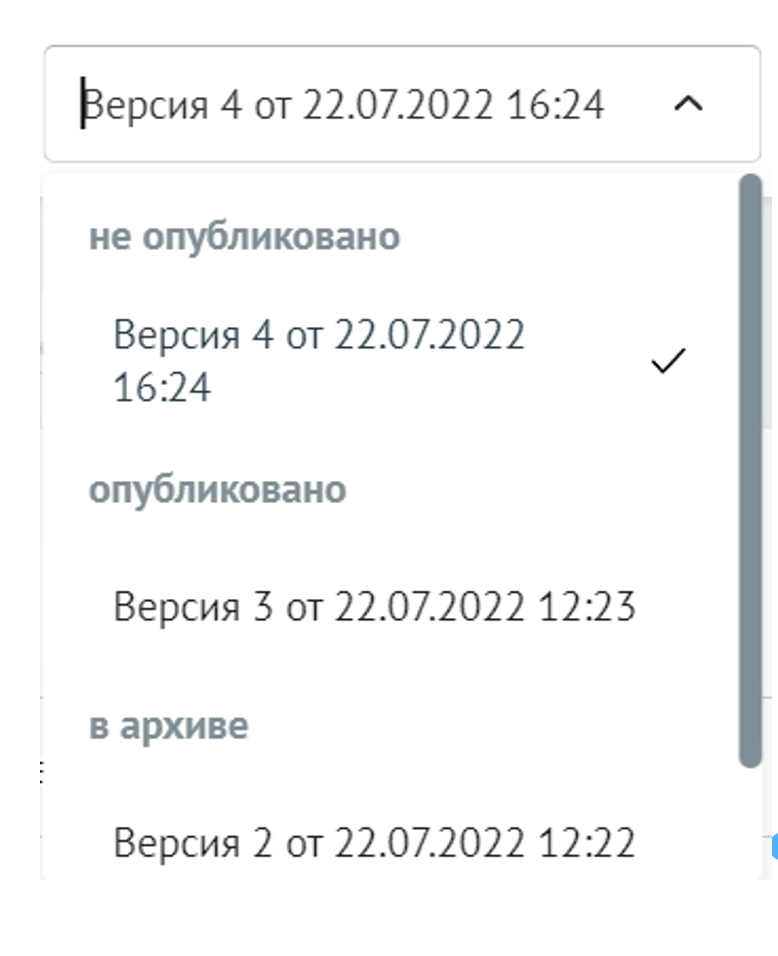 Версия 4 от 22.07.2022 16:24
не опубликовано
Версия 4 от 22.07.2022
16:24
опубликовано
Версия 3 от 22.07.2022 12:23
в архиве
Версия 2 от 22.07.2022 12:22